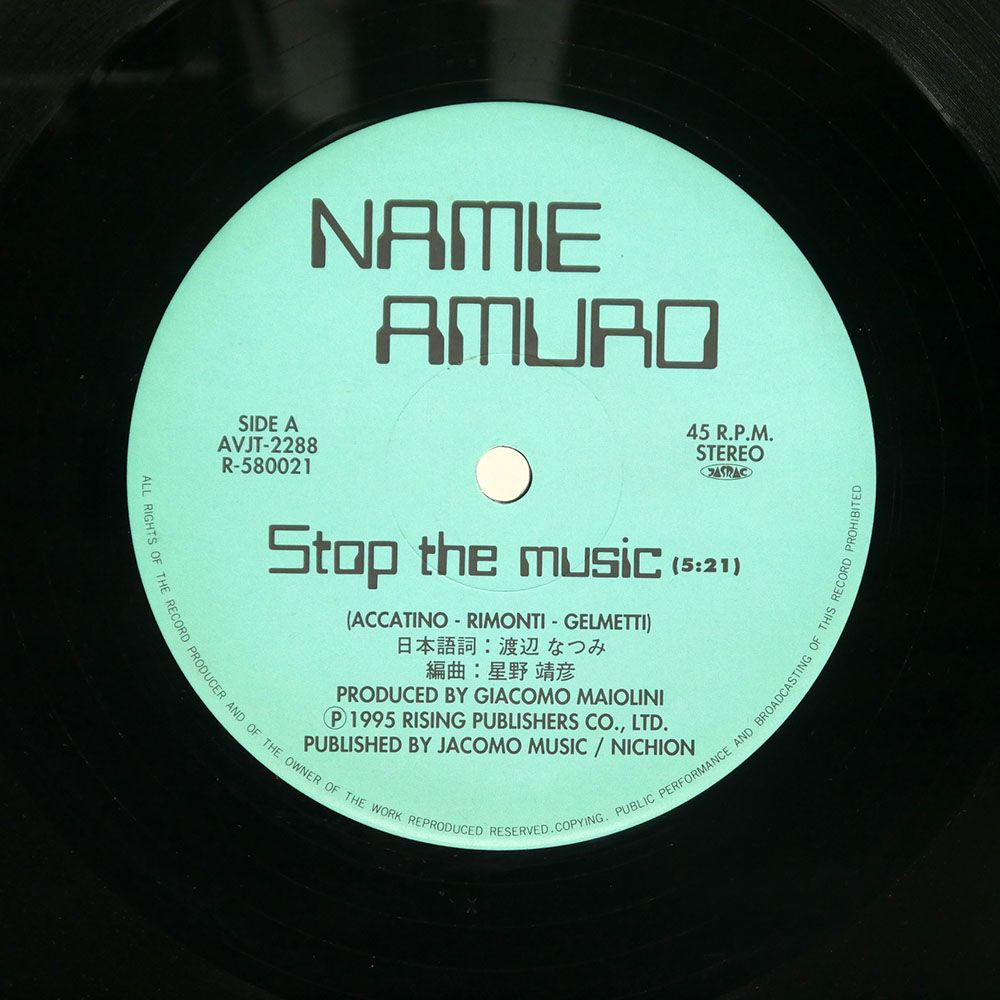 NAMIE
AMURO
SIDE A
AVJT-2288
R-580021
45 R.P.M.
STEREO
JASRAC
Stop the music (5:21)
(ACCATINO - RIMONTI - GELMETTI)
日本語詞：渡辺 なつみ
編曲：星野 靖彦
PRODUCED BY GIACOMO MAIOLINI
Ⓟ1995 RISING PUBLISHERS CO., LTD.
PUBLISHED BY JACOMO MUSIC / NICHION
ALL RIGHTS OF THE RECORD PRODUCER AND OF THE OWNER OF THE WORK REPRODUCED RESERVED.COPYING. PUBLIC PERFORMANCE AND BROADCASTING OF THIS RECORD PROHIBITED